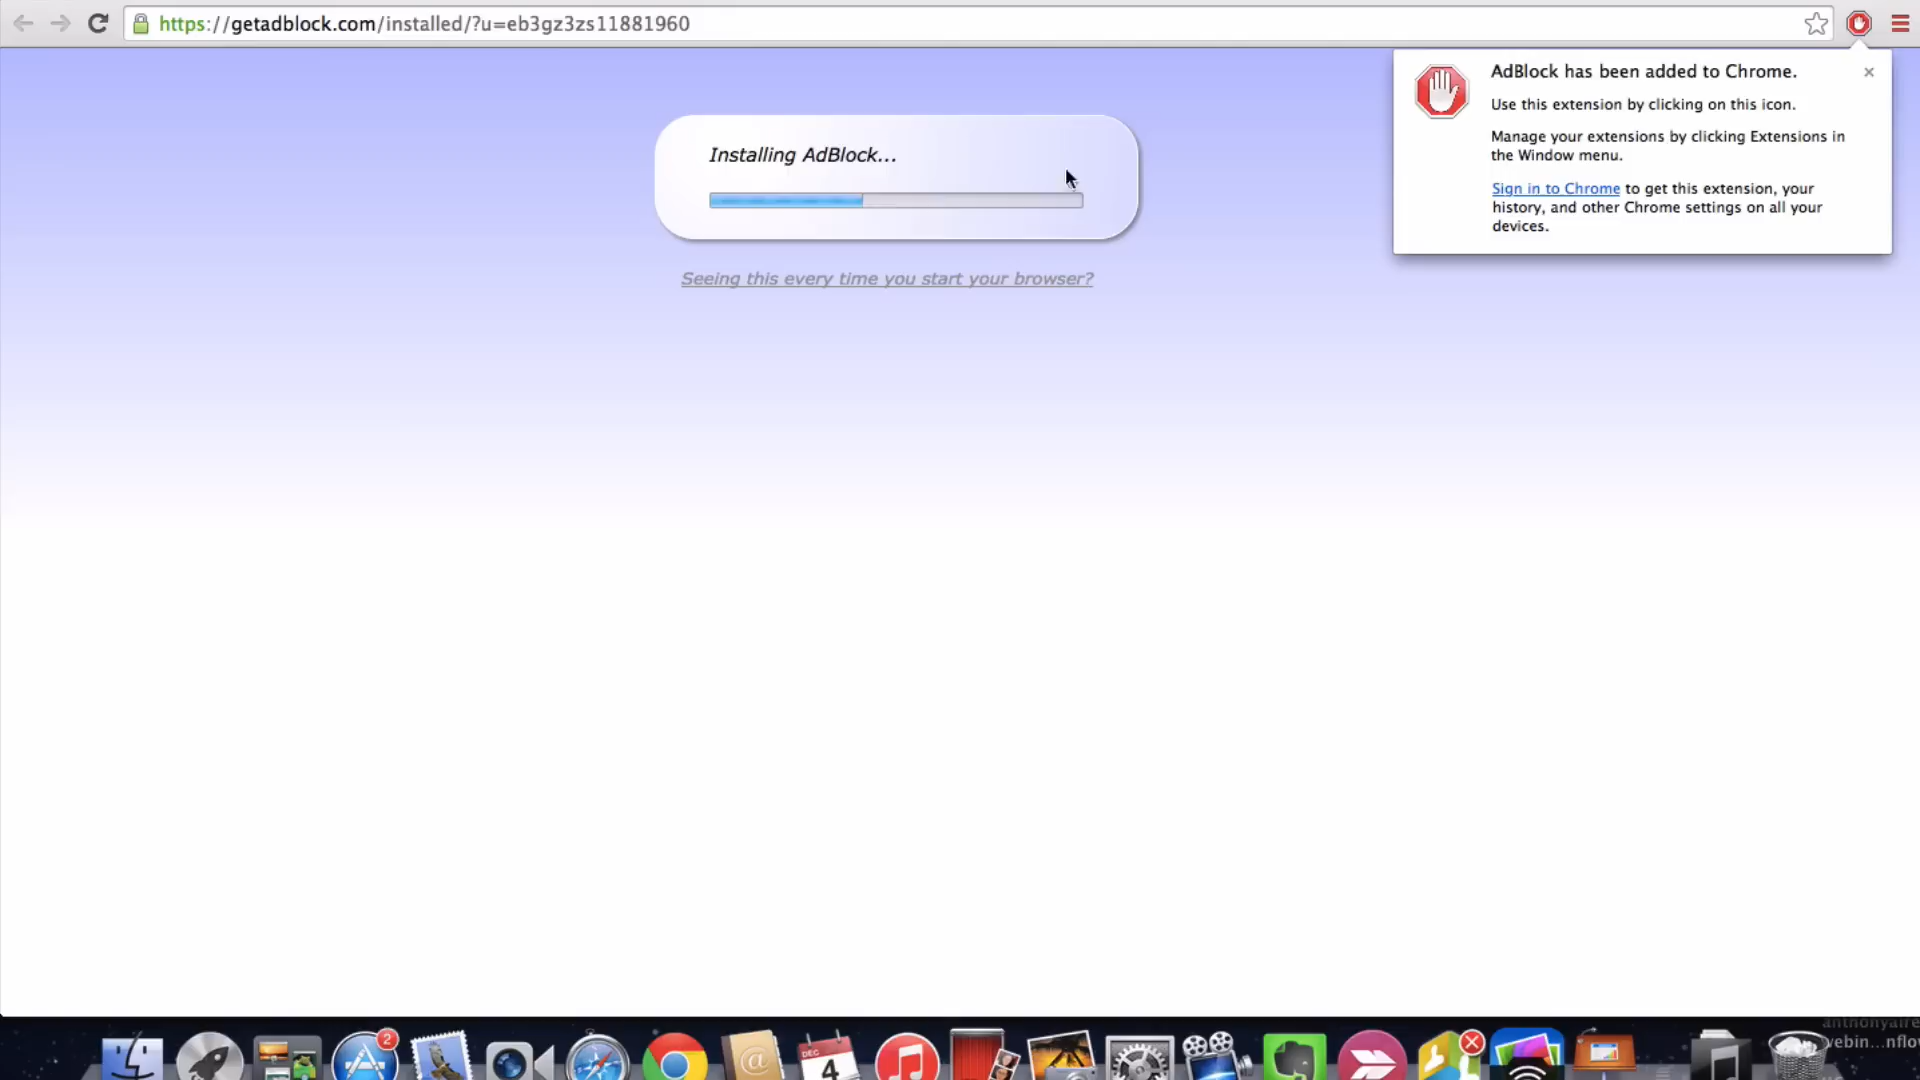 https://getadblock.com/installed/?u=eb3gz3zs11881960
AdBlock has been added to Chrome.
Use this extension by clicking on this icon.
Manage your extensions by clicking Extensions in
the Window menu.
Sign in to Chrome to get this extension, your
history, and other Chrome settings on all your
devices.
Installing AdBlock...
Seeing this every time you start your browser?
2
DEC
4